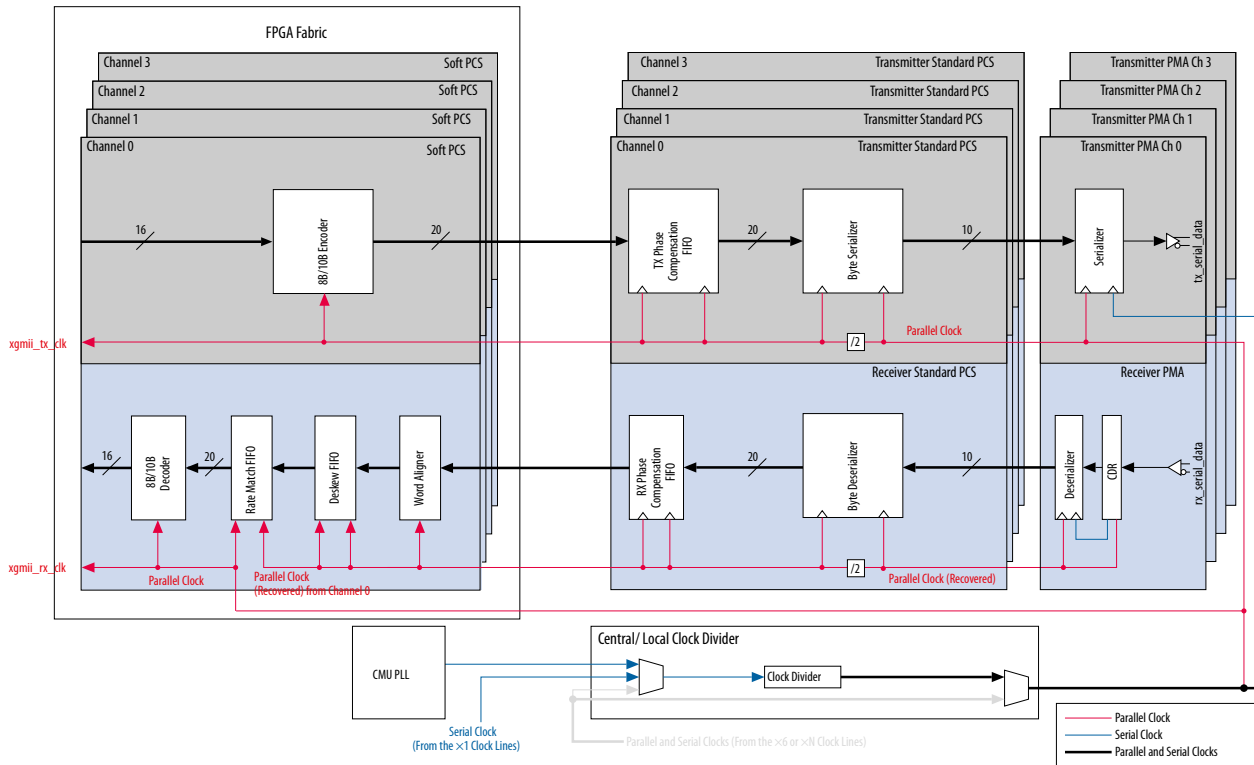 FPGA Fabric
Channel 3
Soft PCS
Channel 2
Soft PCS
Channel 1
Soft PCS
Channel 0
Soft PCS
16
8B/10B Encoder
20
xgmii_tx_clk
Channel 3
Transmitter Standard PCS
Channel 2
Transmitter Standard PCS
Channel 1
Transmitter Standard PCS
Channel 0
Transmitter Standard PCS
TX Phase
Compensation
FIFO
20
Byte Serializer
10
/2
Parallel Clock
Transmitter PMA Ch 3
Transmitter PMA Ch 2
Transmitter PMA Ch 1
Transmitter PMA Ch 0
Serializer
tx_serial_data
16
8B/10B
Decoder
20
Rate Match FIFO
Deskew FIFO
Word Aligner
xgmii_rx_clk
Parallel Clock
Parallel Clock
(Recovered) from Channel 0
Receiver Standard PCS
RX Phase
Compensation
FIFO
20
Byte Deserializer
10
/2
Parallel Clock (Recovered)
Receiver PMA
Deserializer
CDR
rx_serial_data
CMU PLL
Central/ Local Clock Divider
Clock Divider
Serial Clock
(From the ×1 Clock Lines)
Parallel and Serial Clocks (From the ×6 or ×N Clock Lines)
Parallel Clock
Serial Clock
Parallel and Serial Clocks